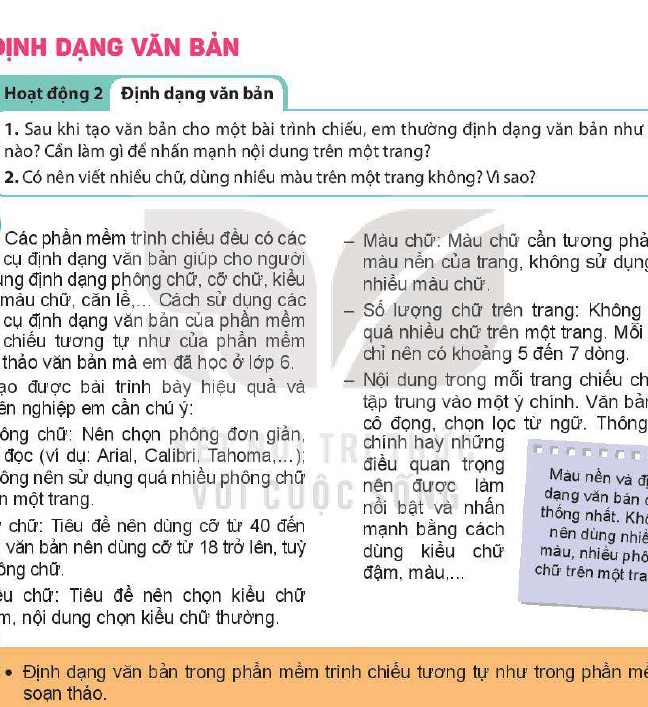 ĐỊNH DẠNG VĂN BẢN
Hoạt động 2 Định dạng văn bản
1. Sau khi tạo văn bản cho một bài trình chiếu, em thường định dạng văn bản như
nào? Cần làm gì để nhấn mạnh nội dung trên một trang?
2. Có nên viết nhiều chữ, dùng nhiều màu trên một trang không? Vì sao?
Các phần mềm trình chiếu đều có các
cụ định dạng văn bản giúp cho người
ung định dạng phông chữ, cỡ chữ, kiểu
màu chữ, căn lề,... Cách sử dụng các
cụ định dạng văn bản của phần mềm
chiếu tương tự như của phần mềm
thảo văn bản mà em đã học ở lớp 6.
ạo được bài trình bày hiệu quả và
ên nghiệp em cần chú ý:
ông chữ: Nên chọn phông đơn giản,
đọc (ví dụ: Arial, Calibri, Tahoma,...);
ông nên sử dụng quá nhiều phông chữ
n một trang.
chữ: Tiêu đề nên dùng cỡ từ 40 đến
văn bản nên dùng cỡ từ 18 trở lên, tuỳ
ông chữ.
ểu chữ: Tiêu đề nên chọn kiểu chữ
m, nội dung chọn kiểu chữ thường.
– Màu chữ: Màu chữ cần tương phả
màu nền của trang, không sử dụng
nhiều màu chữ.
– Số lượng chữ trên trang: Không
quá nhiều chữ trên một trang. Mỗi
chỉ nên có khoảng 5 đến 7 dòng.
– Nội dung trong mỗi trang chiếu ch
tập trung vào một ý chính. Văn bản
cô đọng, chọn lọc từ ngữ. Thông
chính hay những
điều quan trọng
nên được làm
nổi bật và nhấn
mạnh bằng cách
dùng kiểu chữ
đậm, màu,...
Màu nền và đị
dạng văn bản c
thống nhất. Khô
nên dùng nhiề
màu, nhiều phô
chữ trên một tra
KẾT NỐI TRI THỨC
VỚI CUỘC SỐNG
• Định dạng văn bản trong phần mềm trình chiếu tương tự như trong phần mề
soạn thảo.